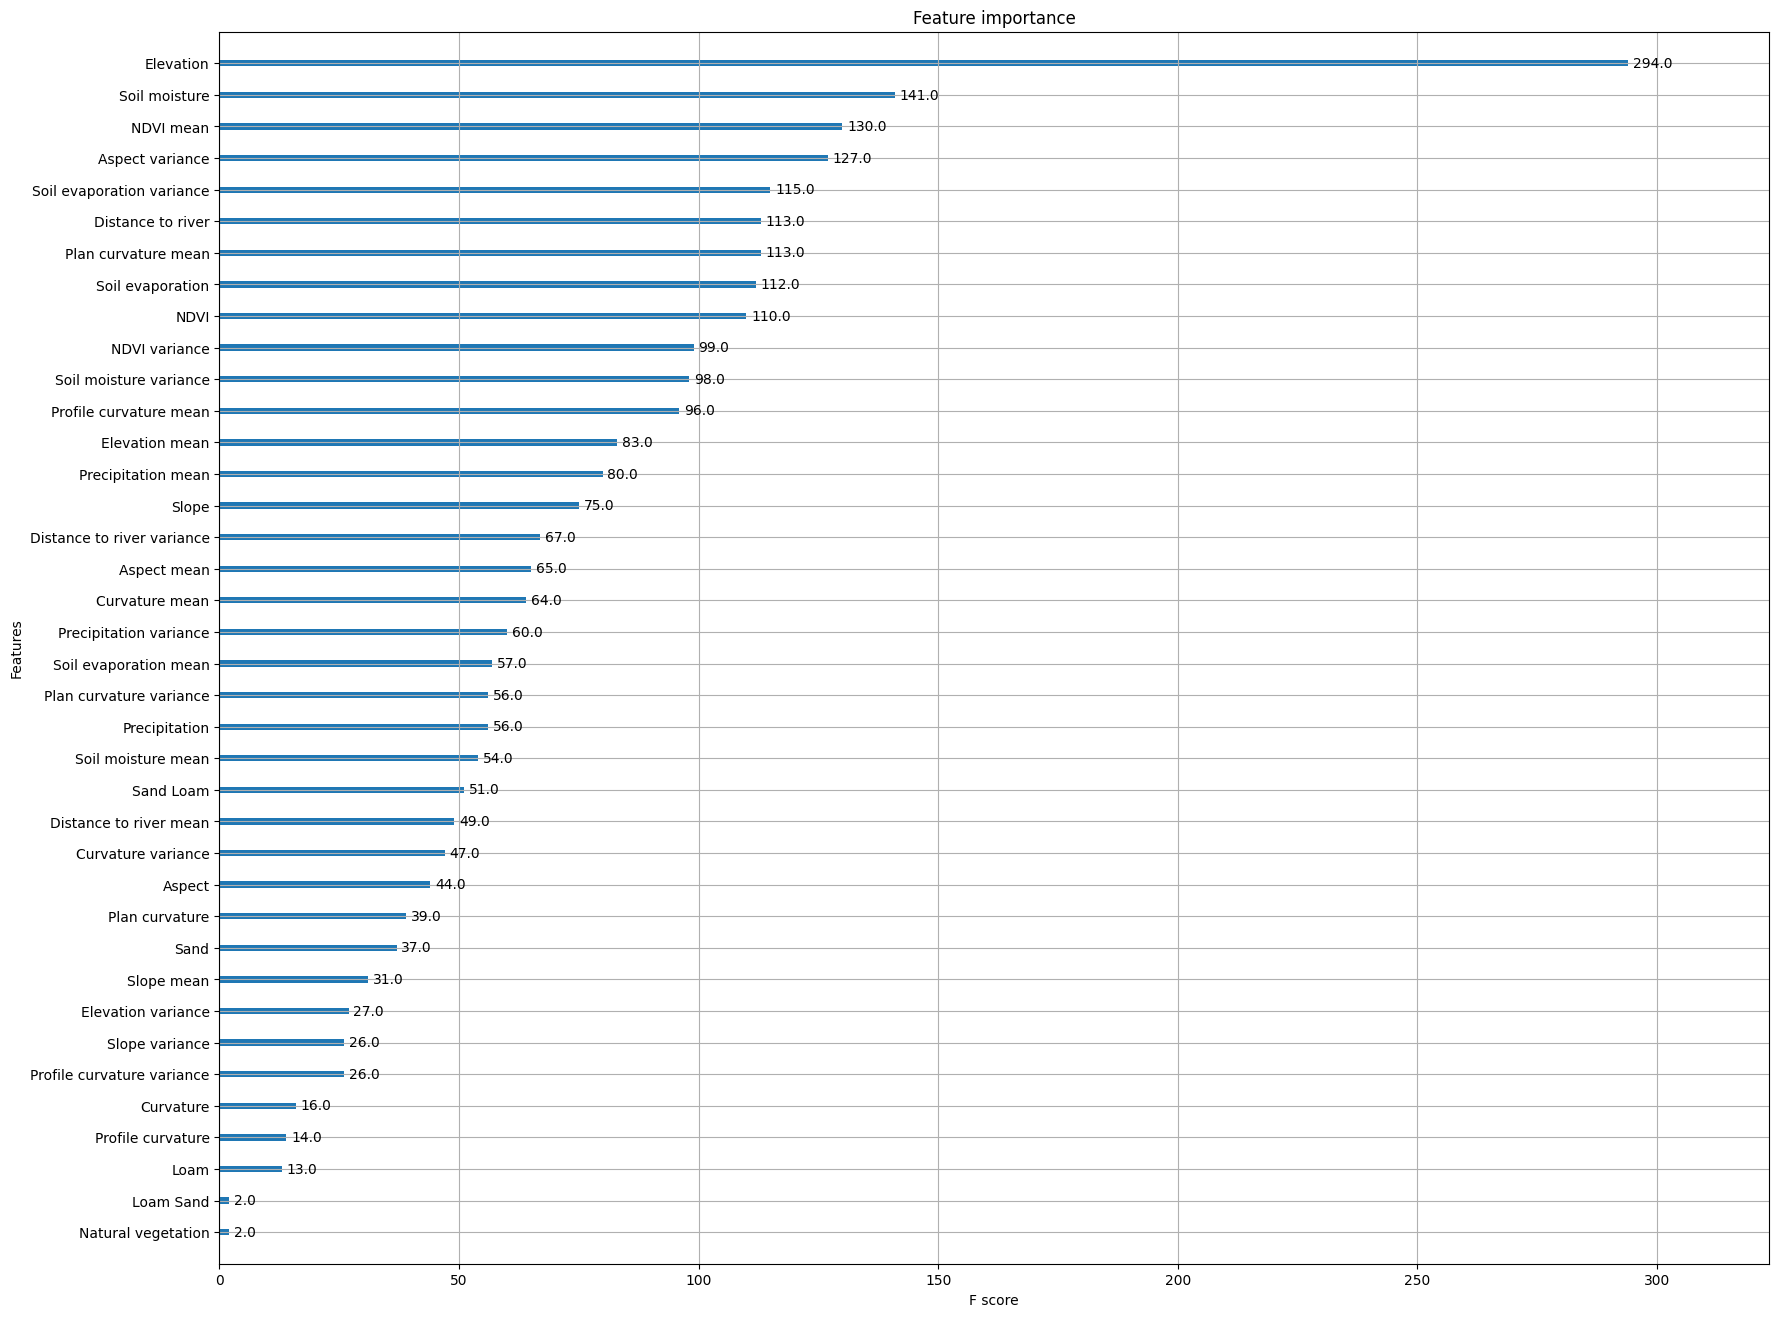 Feature importance
Elevation 294.0
Soil moisture 141.0
NDVI mean 130.0
Aspect variance 127.0
Soil evaporation variance 115.0
Distance to river 113.0
Plan curvature mean 113.0
Soil evaporation 112.0
NDVI 110.0
NDVI variance 99.0
Soil moisture variance 98.0
Profile curvature mean 96.0
Elevation mean 83.0
Precipitation mean 80.0
Slope 75.0
Distance to river variance 67.0
Aspect mean 65.0
Curvature mean 64.0
Precipitation variance 60.0
Soil evaporation mean 57.0
Plan curvature variance 56.0
Precipitation 56.0
Soil moisture mean 54.0
Sand Loam 51.0
Distance to river mean 49.0
Curvature variance 47.0
Aspect 44.0
Plan curvature 39.0
Sand 37.0
Slope mean 31.0
Elevation variance 27.0
Slope variance 26.0
Profile curvature variance 26.0
Curvature 16.0
Profile curvature 14.0
Loam 13.0
Loam Sand 2.0
Natural vegetation 2.0
Features
0 50 100 150 200 250 300
F score